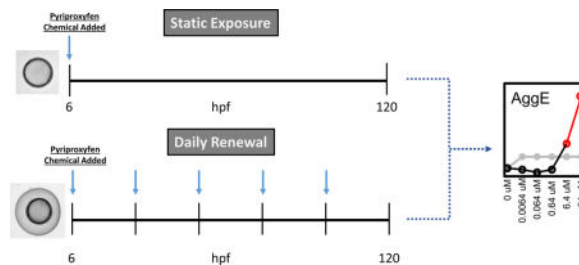 Static Exposure
Pyriproxyfen
Chemical Added
6
hpf
120
Daily Renewal
Pyriproxyfen
Chemical Added
6
hpf
120
AggE
0 uM
0.0064 uM
0.064 uM
0.64 uM
6.4 uM